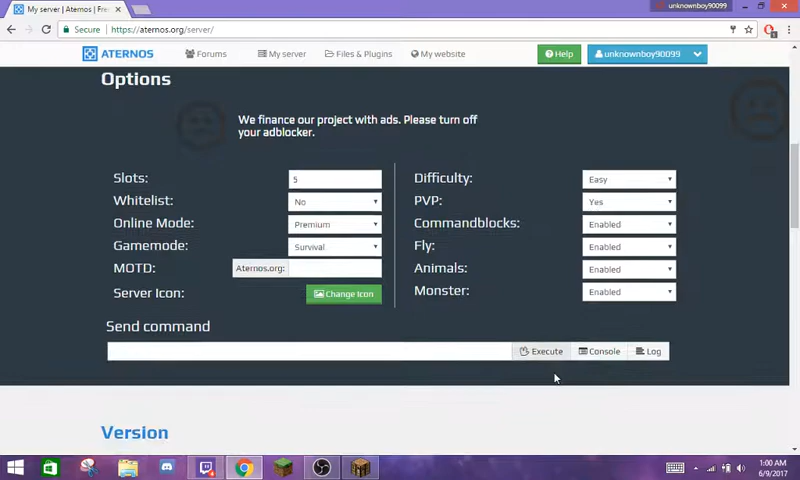 My server | Aternos | Fre
unknownboy90099
Secure https://aternos.org/server/
ATERNOS Forums My server Files & Plugins My website Help unknownboy90099
Options
We finance our project with ads. Please turn off
your adblocker.
Slots: 5 Difficulty: Easy
Whitelist: No PVP: Yes
Online Mode: Premium Commandblocks: Enabled
Gamemode: Survival Fly: Enabled
MOTD: Aternos.org: Animals: Enabled
Server Icon: Change Icon Monster: Enabled
Send command
Execute Console Log
Version
1:00 AM
6/9/2017